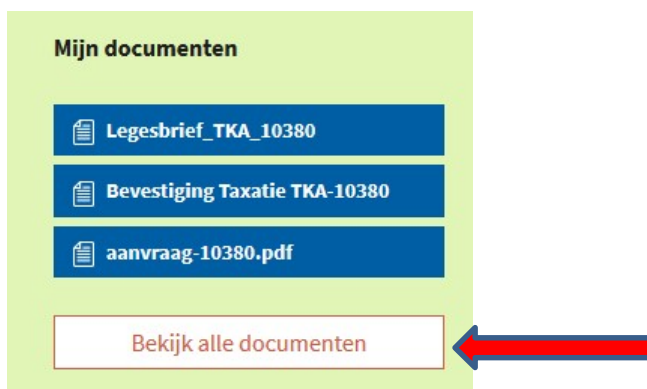 Mijn documenten
Legesbrief_TKA_10380
Bevestiging Taxatie TKA-10380
aanvraag-10380.pdf
Bekijk alle documenten